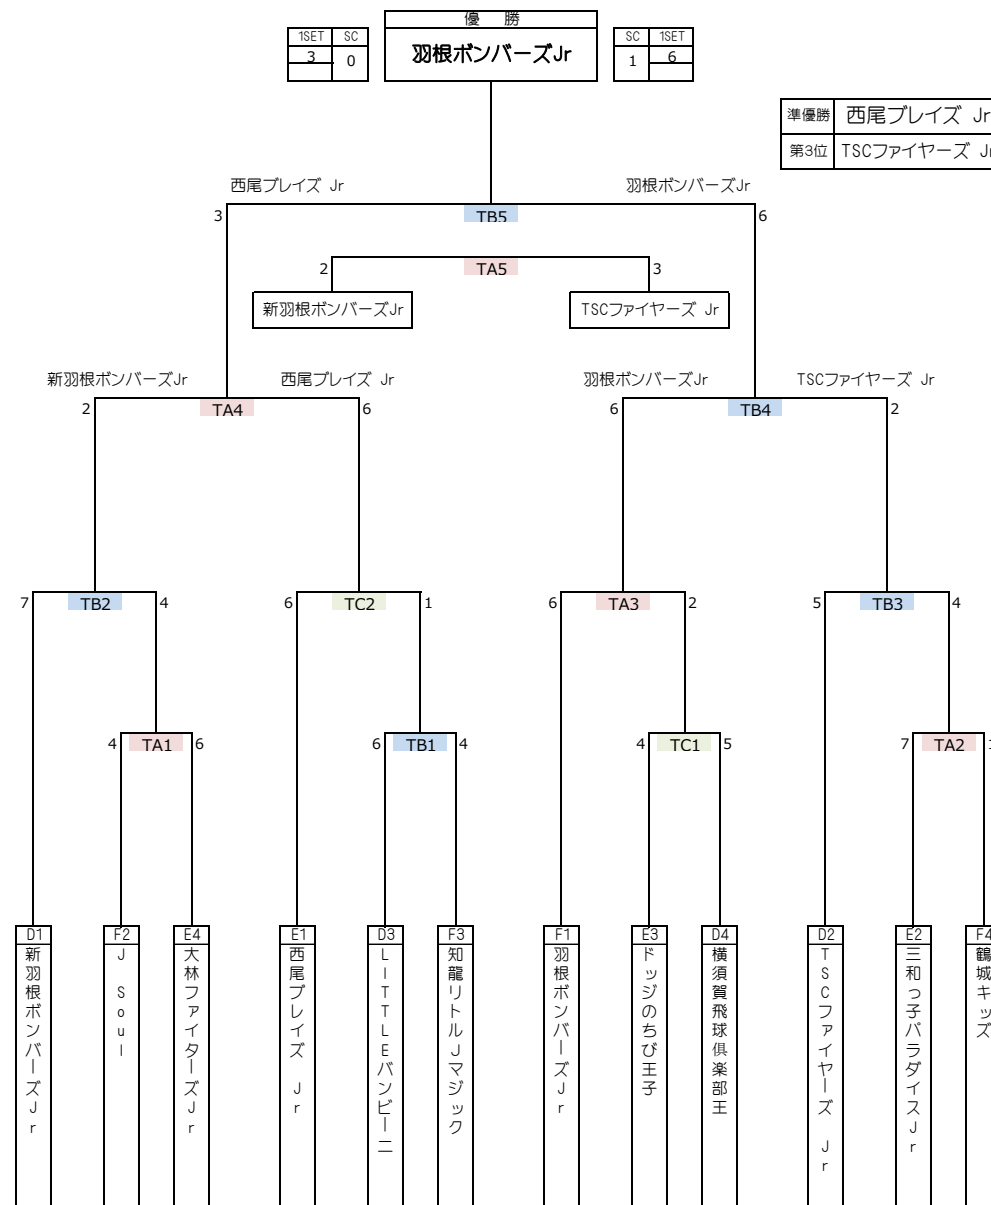 優　勝
1SET SC
羽根ボンバーズJr
SC 1SET
3 0
1 6
準優勝 西尾ブレイズ Jr
第3位 TSCファイヤーズ Jr
西尾ブレイズ Jr
羽根ボンバーズJr
3 TB5 6
2 TA5 3
新羽根ボンバーズJr
TSCファイヤーズ Jr
新羽根ボンバーズJr
西尾ブレイズ Jr
羽根ボンバーズJr
TSCファイヤーズ Jr
2 TA4 6
6 TB4 2
7 TB2 4
6 TC2 1
6 TA3 2
5 TB3 4
4 TA1 6
6 TB1 4
4 TC1 5
7 TA2
D1
新羽根ボンバーズJr
F2
J Soul
E4
大林ファイターズJr
E1
西尾ブレイズ Jr
D3
LITTLEバンビーニ
F3
知龍リトルJマジック
F1
羽根ボンバーズJr
E3
ドッジのちび王子
D4
横須賀飛球倶楽部王
D2
TSCファイヤーズ Jr
E2
三和っ子パラダイスJr
F4
鶴城キッズ